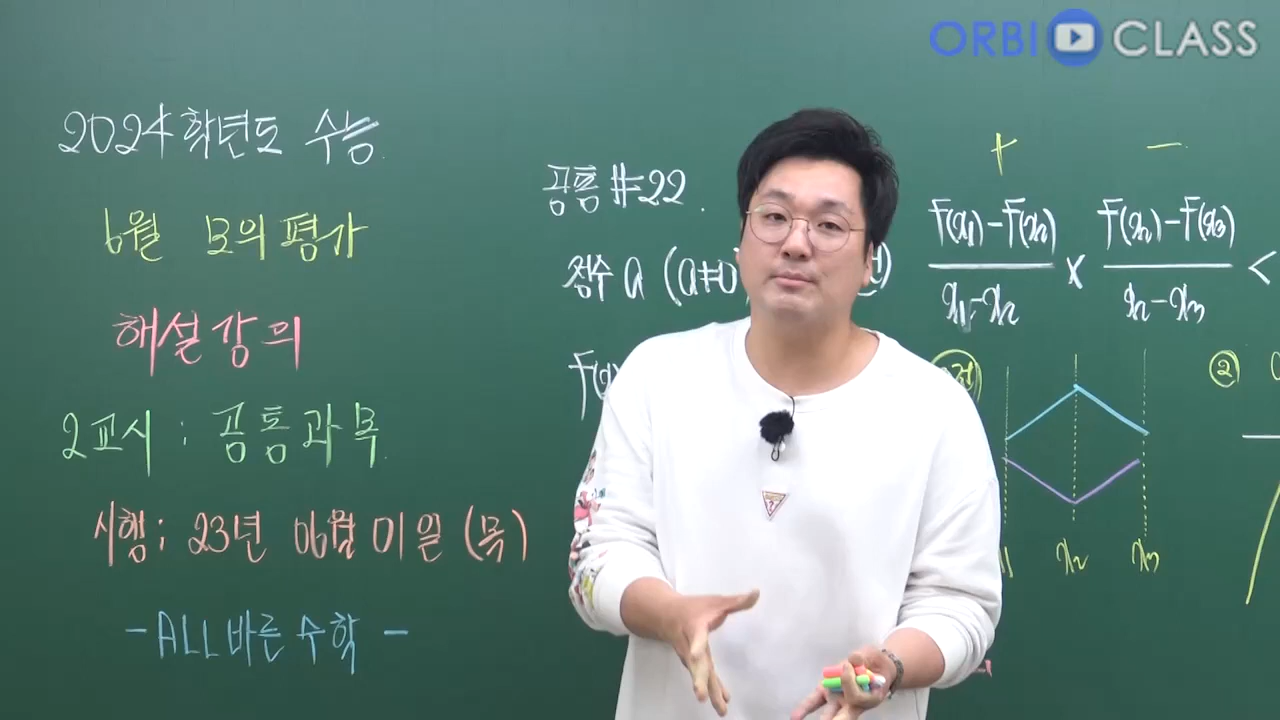 ORBI CLASS
2024학년도 수능
6월 모의평가
해설강의
2교시 : 공통과목
시행 : 23년 06월 01일 (목)
- ALL바른수학 -
공통 #22.
정수 a (a≠0)
+ -
f(x₁)-f(x₂) / x₁-x₂ × f(x₂)-f(x₃) / x₂-x₃ <
x₂ x₃
②